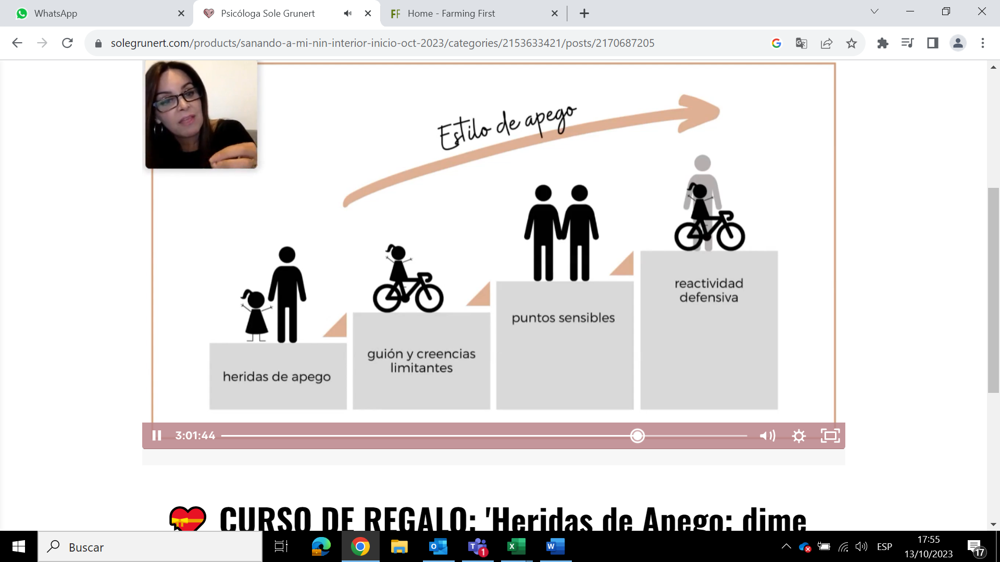 WhatsApp
Psicóloga Sole Grunert
FF Home - Farming First
solegrunert.com/products/sanando-a-mi-nin-interior-inicio-oct-2023/categories/2153633421/posts/2170687205
Estilo de apego
reactividad
defensiva
puntos sensibles
guión y creencias
limitantes
heridas de apego
3:01:44
CURSO DE REGALO: 'Heridas de Apego: dime
Buscar
1
ESP
17:55
13/10/2023
17